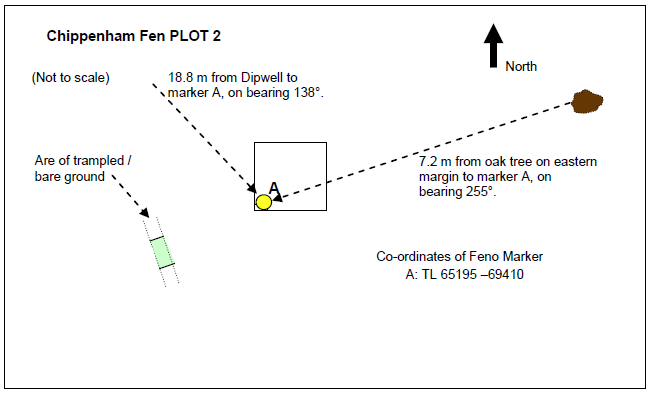 Chippenham Fen PLOT 2
(Not to scale)
18.8 m from Dipwell to
marker A, on bearing 138°.
North
Are of trampled /
bare ground
A
7.2 m from oak tree on eastern
margin to marker A, on
bearing 255°.
Co-ordinates of Feno Marker
A: TL 65195 –69410